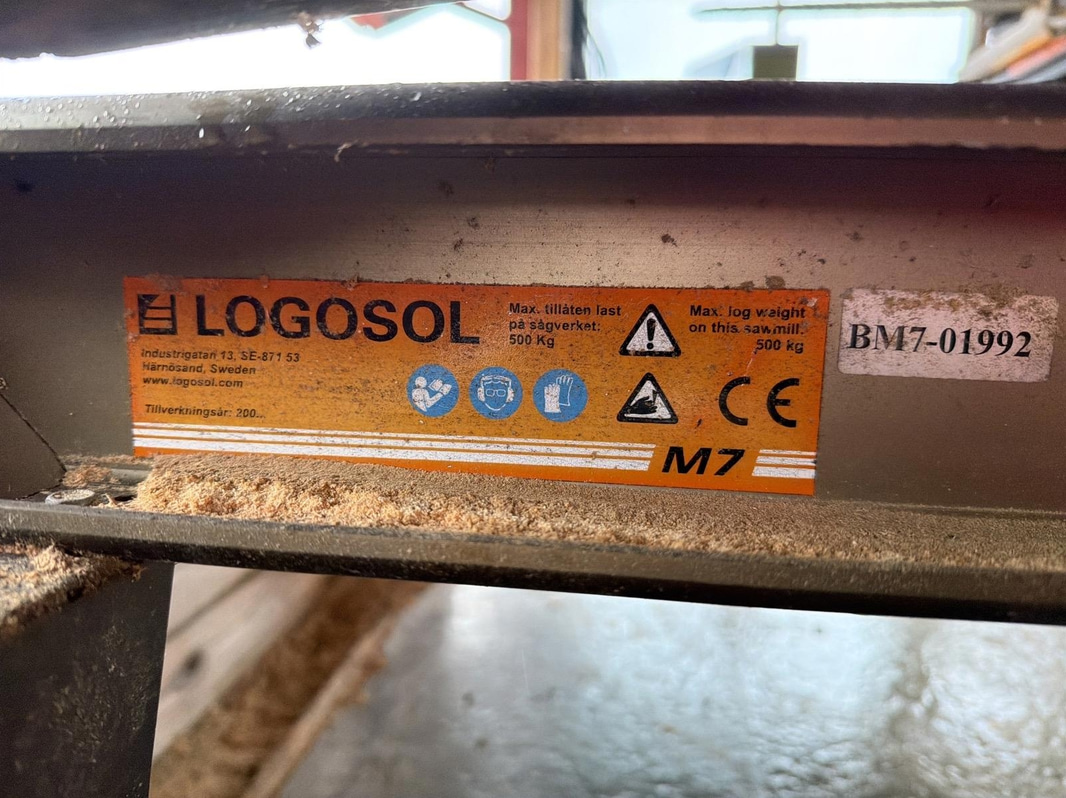 LOGOSOL
Industrigatan 13, SE-871 53
Härnösand, Sweden
www.logosol.com
Tillverkningsår: 200...
Max. tillåten last
på sågverket:
500 Kg
Max. log weight
on this sawmill:
500 kg
CE
M7
BM7-01992